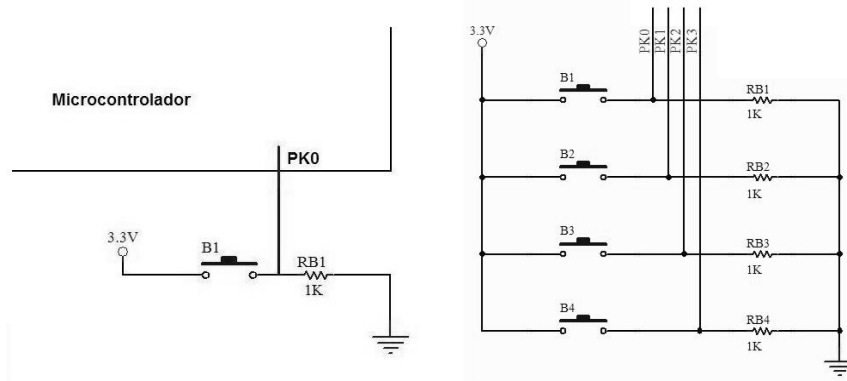 Microcontrolador
PK0
3.3V
B1
RB1
1K
3.3V
PK0
PK1
PK2
PK3
B1
RB1
1K
B2
RB2
1K
B3
RB3
1K
B4
RB4
1K